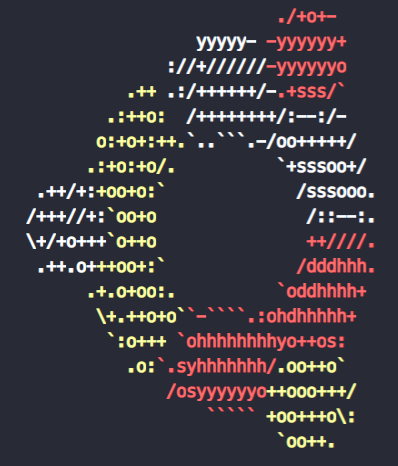 ./+o+-
yyyyy- -yyyyyy+
://+//////-yyyyyyo
.++ .:/++++++/-.+sss/`
.:++o:  /++++++++/:--:/-
o:+o+:++.`..```.-/oo+++++/
.:+o:+o/.          `+sssoo+/
.++/+:+oo+o:`             /sssooo.
/+++//+:`oo+o               /::--:.
\+/+o+++`o++o               ++////.
.++.o+++oo+:`             /dddhhh.
.+.o+oo:.          `oddhhhh+
\+.++o+o``-````.:ohdhhhhh+
`:o+++ `ohhhhhhhhyo++os:
.o:`.syhhhhhhh/.oo++o`
/osyyyyyyo++ooo+++/
````` +oo+++o\:
`oo++.